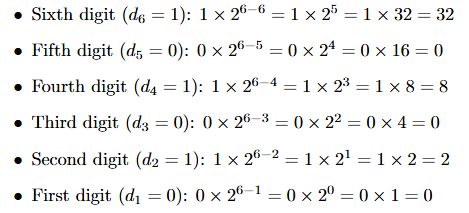 • Sixth digit (d₆ = 1): 1 × 2⁶⁻⁶ = 1 × 2⁵ = 1 × 32 = 32
• Fifth digit (d₅ = 0): 0 × 2⁶⁻⁵ = 0 × 2⁴ = 0 × 16 = 0
• Fourth digit (d₄ = 1): 1 × 2⁶⁻⁴ = 1 × 2³ = 1 × 8 = 8
• Third digit (d₃ = 0): 0 × 2⁶⁻³ = 0 × 2² = 0 × 4 = 0
• Second digit (d₂ = 1): 1 × 2⁶⁻² = 1 × 2¹ = 1 × 2 = 2
• First digit (d₁ = 0): 0 × 2⁶⁻¹ = 0 × 2⁰ = 0 × 1 = 0